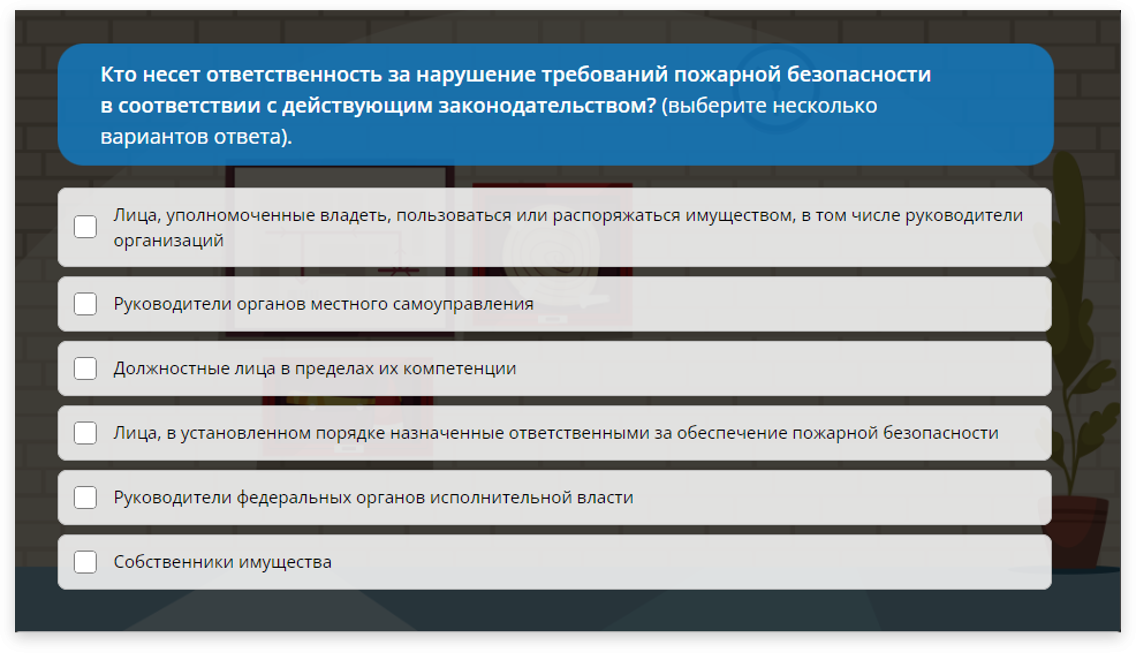 Кто несет ответственность за нарушение требований пожарной безопасности
в соответствии с действующим законодательством? (выберите несколько
вариантов ответа).
Лица, уполномоченные владеть, пользоваться или распоряжаться имуществом, в том числе руководители
организаций
Руководители органов местного самоуправления
Должностные лица в пределах их компетенции
Лица, в установленном порядке назначенные ответственными за обеспечение пожарной безопасности
Руководители федеральных органов исполнительной власти
Собственники имущества